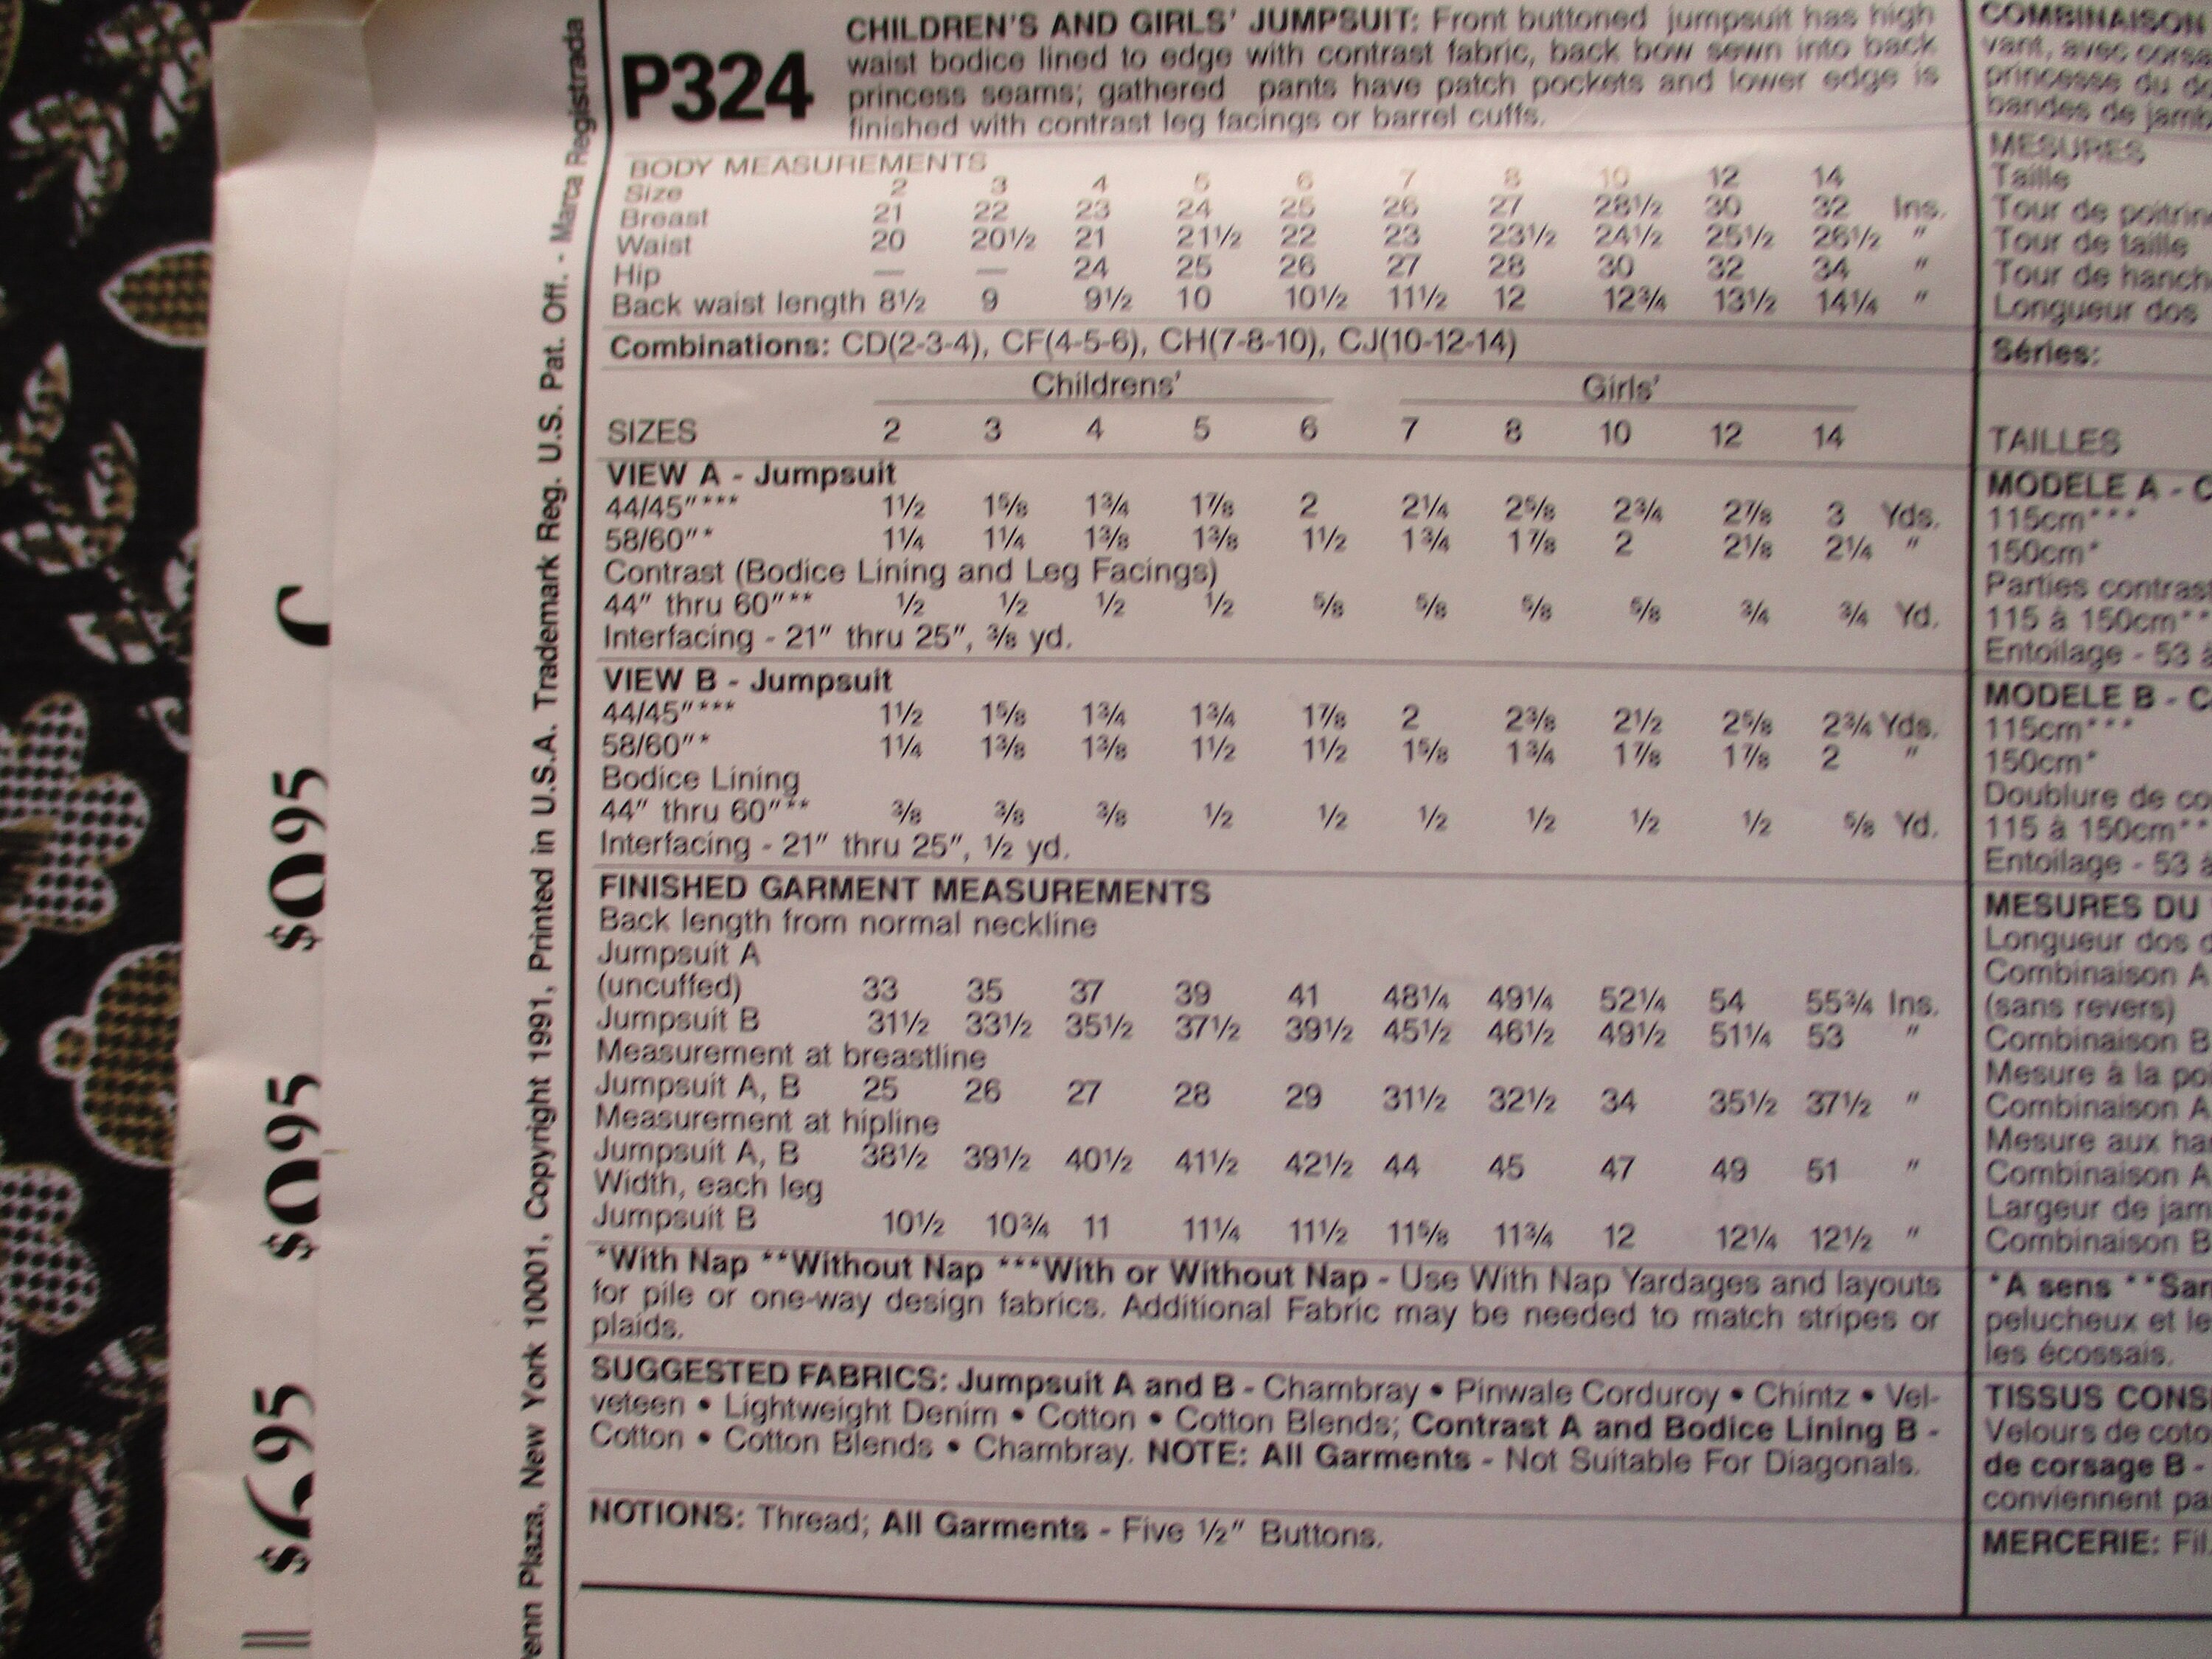 P324
CHILDREN'S AND GIRLS' JUMPSUIT: Front buttoned jumpsuit has high
waist bodice lined to edge with contrast fabric, back bow sewn into back
princess seams; gathered pants have patch pockets and lower edge is
finished with contrast leg facings or barrel cuffs.
BODY MEASUREMENTS
Size 2 3 4 5 6 7 8 10 12 14
Breast 21 22 23 24 25 26 27 28½ 30 32 Ins.
Waist 20 20½ 21 21½ 22 23 23½ 24½ 25½ 26½ "
Hip — — 24 25 26 27 28 30 32 34 "
Back waist length 8½ 9 9½ 10 10½ 11½ 12 12¾ 13½ 14¼ "
Combinations: CD(2-3-4), CF(4-5-6), CH(7-8-10), CJ(10-12-14)
Childrens' Girls'
SIZES 2 3 4 5 6 7 8 10 12 14
VIEW A - Jumpsuit
44/45"*** 1½ 1⅝ 1¾ 1⅞ 2 2¼ 2⅝ 2¾ 2⅞ 3 Yds.
58/60"* 1¼ 1¼ 1⅜ 1⅜ 1½ 1¾ 1⅞ 2 2⅛ 2¼ "
Contrast (Bodice Lining and Leg Facings)
44" thru 60"** ½ ½ ½ ½ ⅝ ⅝ ⅝ ⅝ ¾ ¾ Yd.
Interfacing - 21" thru 25", ⅜ yd.
VIEW B - Jumpsuit
44/45"*** 1½ 1⅝ 1¾ 1¾ 1⅞ 2 2⅜ 2½ 2⅝ 2¾ Yds.
58/60"* 1¼ 1⅜ 1⅜ 1½ 1½ 1⅝ 1¾ 1⅞ 1⅞ 2 "
Bodice Lining
44" thru 60"** ⅜ ⅜ ⅜ ½ ½ ½ ½ ½ ½ ⅝ Yd.
Interfacing - 21" thru 25", ½ yd.
FINISHED GARMENT MEASUREMENTS
Back length from normal neckline
Jumpsuit A
(uncuffed) 33 35 37 39 41 48¼ 49¼ 52¼ 54 55¾ Ins.
Jumpsuit B 31½ 33½ 35½ 37½ 39½ 45½ 46½ 49½ 51¼ 53 "
Measurement at breastline
Jumpsuit A, B 25 26 27 28 29 31½ 32½ 34 35½ 37½ "
Measurement at hipline
Jumpsuit A, B 38½ 39½ 40½ 41½ 42½ 44 45 47 49 51 "
Width, each leg
Jumpsuit B 10½ 10¾ 11 11¼ 11½ 11⅝ 11¾ 12 12¼ 12½ "
*With Nap **Without Nap ***With or Without Nap - Use With Nap Yardages and layouts
for pile or one-way design fabrics. Additional Fabric may be needed to match stripes or
plaids.
SUGGESTED FABRICS: Jumpsuit A and B - Chambray • Pinwale Corduroy • Chintz • Vel-
veteen • Lightweight Denim • Cotton • Cotton Blends; Contrast A and Bodice Lining B -
Cotton • Cotton Blends • Chambray. NOTE: All Garments - Not Suitable For Diagonals.
NOTIONS: Thread; All Garments - Five ½" Buttons.
COMBINAISON
vant, avec
princesse du
bandes de
MESURES
Taille
Tour de
Tour de taille
Tour de
Longueur dos
Séries:
TAILLES
MODELE A -
115cm***
150cm*
Parties
115 à 150cm**
Entoilage - 53
MODELE B -
115cm***
150cm*
Doublure de
115 à 150cm**
Entoilage - 53
MESURES DU
Longueur dos
Combinaison A
(sans revers)
Combinaison B
Mesure à la
Combinaison A
Mesure aux
Combinaison A
Largeur de
Combinaison B
*A sens
pelucheux et
les écossais.
TISSUS
Velours de
de corsage B -
conviennent
MERCERIE:
Plaza, New York 10001, Copyright 1991, Printed in U.S.A. Trademark Reg. U.S. Pat. Off. - Marca Registrada